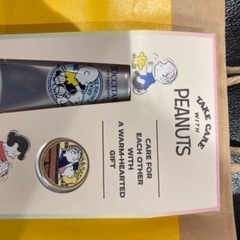 TAKE CARE
WITH
PEANUTS
CARE FOR
EACH OTHER
WITH
A WARM-HEARTED
GIFT